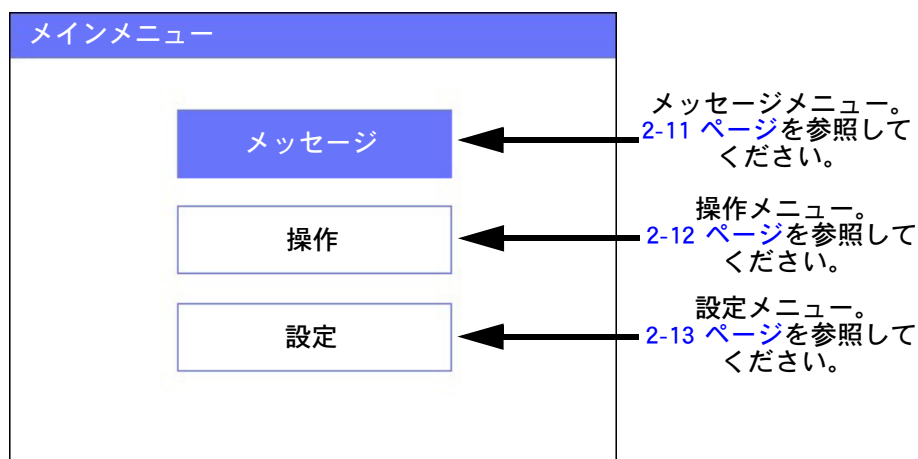 メインメニュー
メッセージ
メッセージメニュー。
2-11 ページを参照して
ください。
操作
操作メニュー。
2-12 ページを参照して
ください。
設定
設定メニュー。
2-13 ページを参照して
ください。